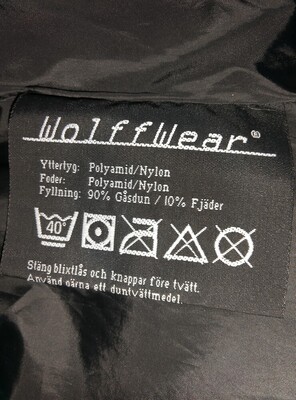 WolffWear®
Yttertyg: Polyamid/Nylon
Foder: Polyamid/Nylon
Fyllning: 90% Gåsdun / 10% Fjäder
40°
Stäng blixtlås och knappar före tvätt.
Använd gärna ett duntvättmedel.